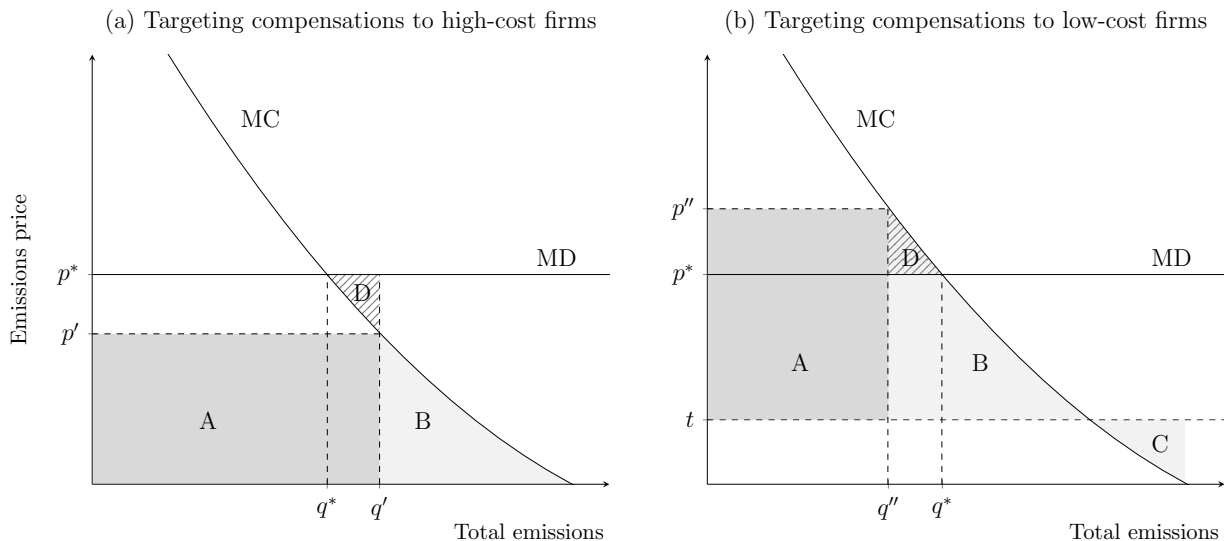 (a) Targeting compensations to high-cost firms
MC
MD
p*
p′
A
B
D
q*
q′
Emissions price
Total emissions
(b) Targeting compensations to low-cost firms
MC
MD
p″
p*
t
A
B
C
D
q″
q*
Total emissions